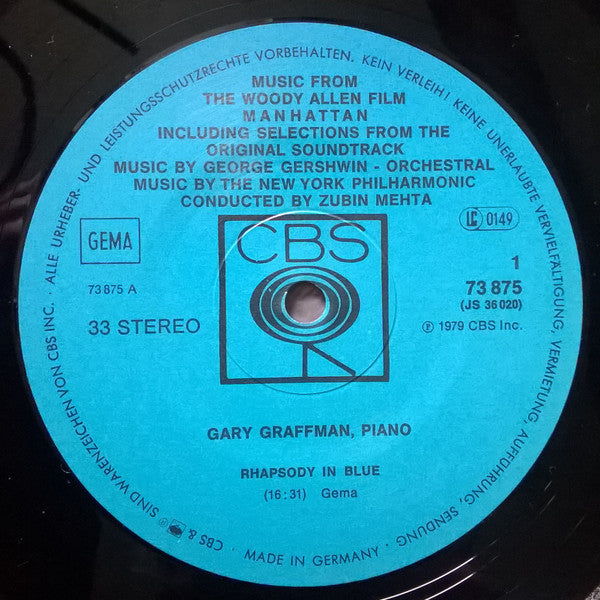 ALLE URHEBER- UND LEISTUNGSSCHUTZRECHTE VORBEHALTEN. KEIN VERLEIH! KEINE UNERLAUBTE VERVIELFÄLTIGUNG, VERMIETUNG, AUFFÜHRUNG, SENDUNG.
MUSIC FROM
THE WOODY ALLEN FILM
MANHATTAN
INCLUDING SELECTIONS FROM THE
ORIGINAL SOUNDTRACK
MUSIC BY GEORGE GERSHWIN - ORCHESTRAL
MUSIC BY THE NEW YORK PHILHARMONIC
CONDUCTED BY ZUBIN MEHTA
GEMA
CBS
LC 0149
73 875 A
1
73 875
(JS 36 020)
33 STEREO
℗ 1979 CBS Inc.
GARY GRAFFMAN, PIANO
RHAPSODY IN BLUE
(16:31) Gema
CBS & SIND WARENZEICHEN VON CBS INC. ·
· MADE IN GERMANY ·